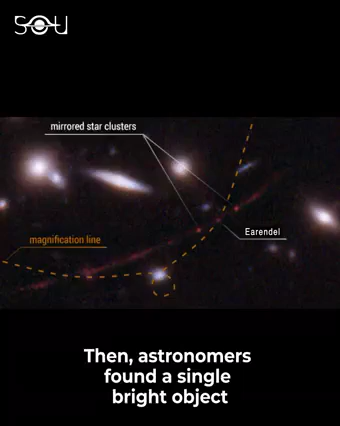 SOU
mirrored star clusters
Earendel
magnification line
Then, astronomers
found a single
bright object